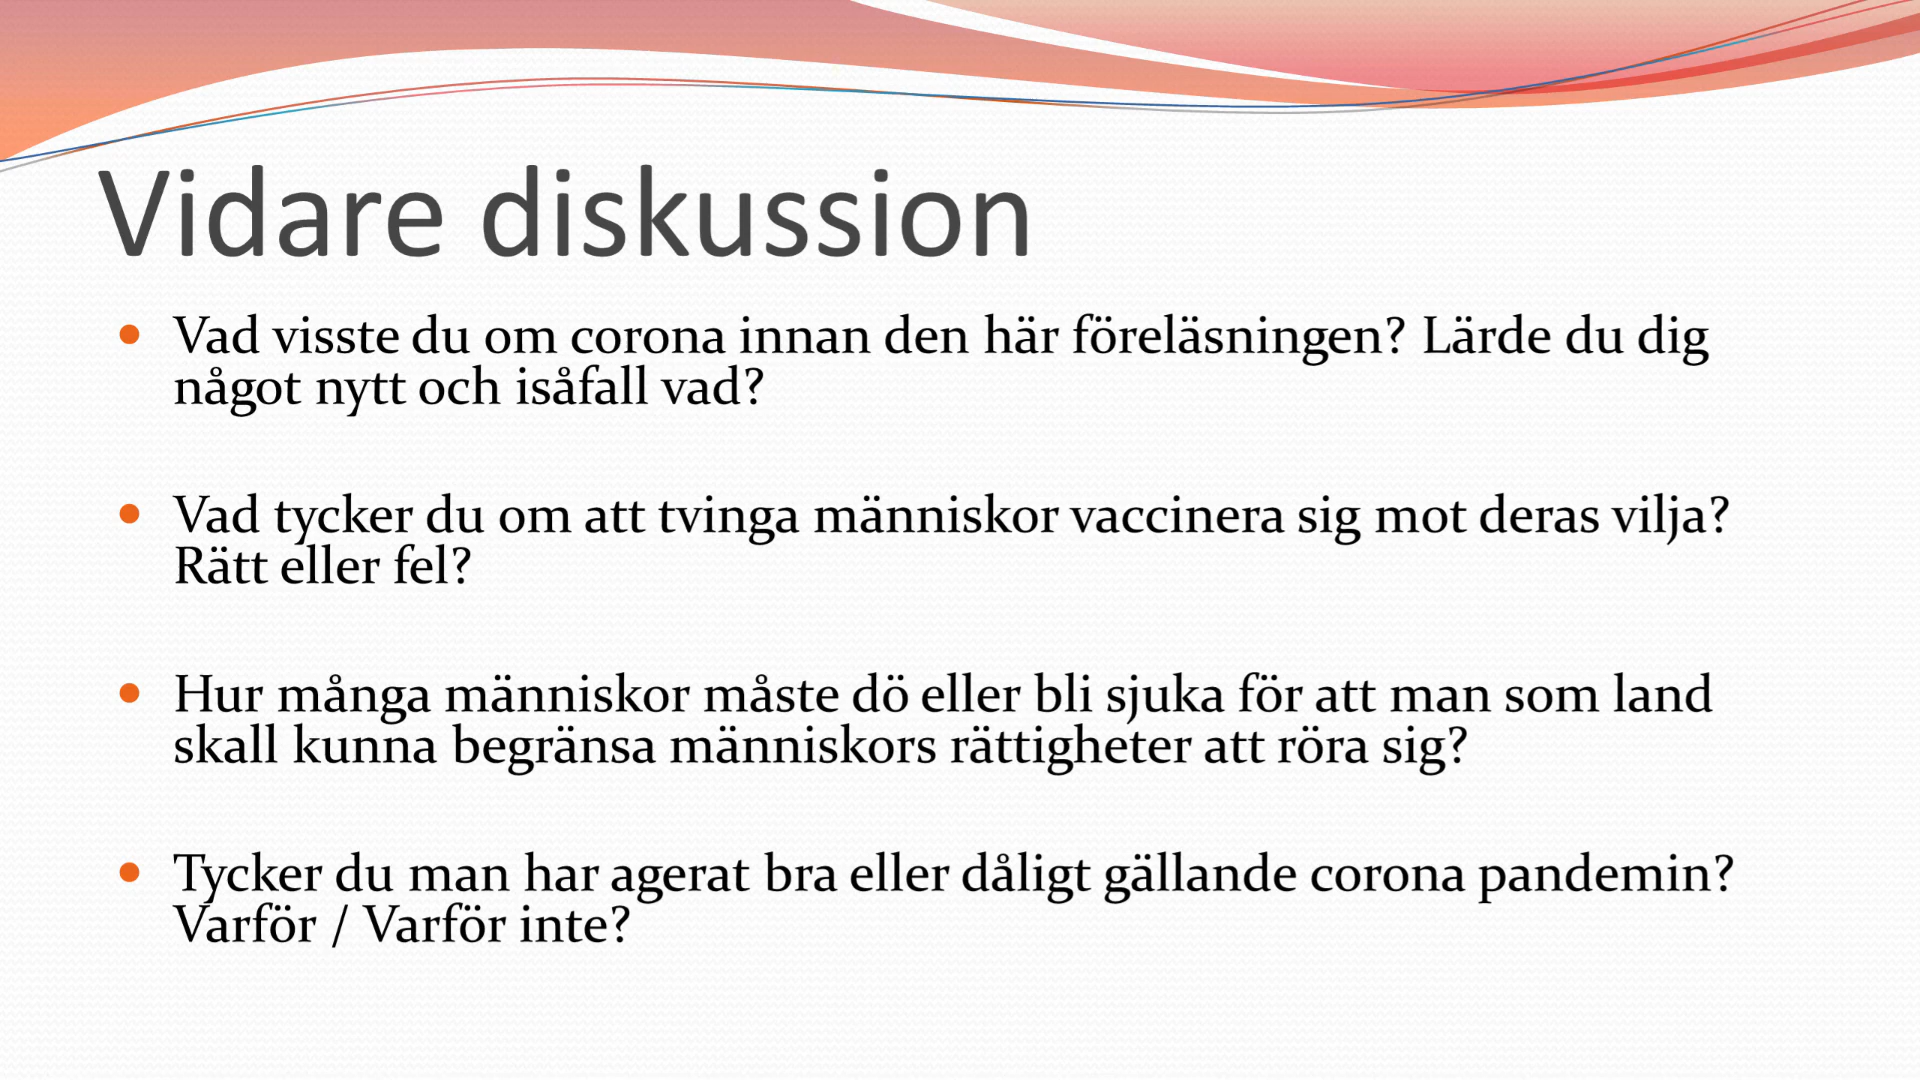 Vidare diskussion
Vad visste du om corona innan den här föreläsningen? Lärde du dig
något nytt och isåfall vad?
Vad tycker du om att tvinga människor vaccinera sig mot deras vilja?
Rätt eller fel?
Hur många människor måste dö eller bli sjuka för att man som land
skall kunna begränsa människors rättigheter att röra sig?
Tycker du man har agerat bra eller dåligt gällande corona pandemin?
Varför / Varför inte?